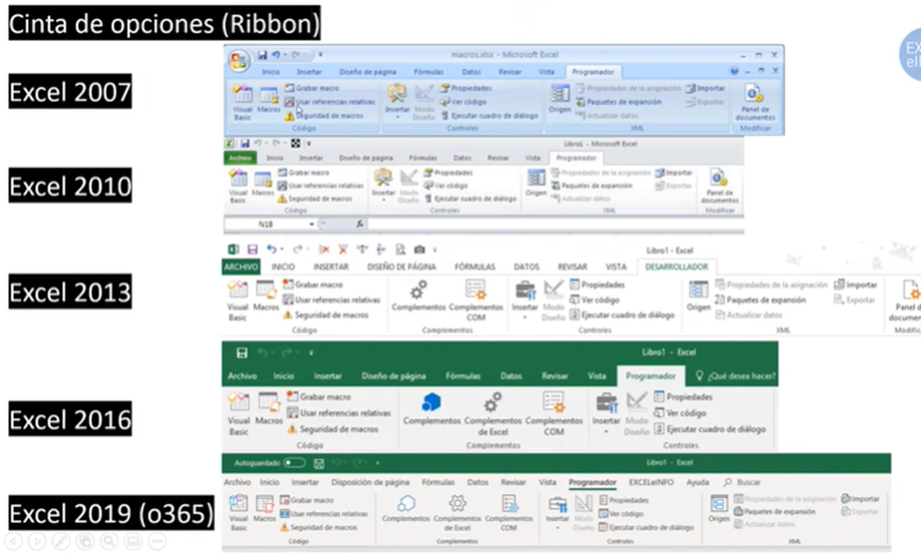 Cinta de opciones (Ribbon)
Ex
ell
Excel 2007
macros.xlsx - Microsoft Excel
Inicio Insertar Diseño de página Fórmulas Datos Revisar Vista Programador
Visual Basic
Macros
Grabar macro
Usar referencias relativas
Seguridad de macros
Código
Insertar
Modo Diseño
Propiedades
Ver código
Ejecutar cuadro de diálogo
Controles
Origen
Propiedades de la asignación
Paquetes de expansión
Actualizar datos
Importar
Exportar
XML
Panel de documentos
Modificar
Excel 2010
Libro1 - Microsoft Excel
Archivo Inicio Insertar Diseño de página Fórmulas Datos Revisar Vista Programador
Visual Basic
Macros
Grabar macro
Usar referencias relativas
Seguridad de macros
Código
Insertar
Modo Diseño
Propiedades
Ver código
Ejecutar cuadro de diálogo
Controles
Origen
Propiedades de la asignación
Paquetes de expansión
Actualizar datos
Importar
Exportar
XML
Panel de documentos
Modificar
N18
fx
Excel 2013
Libro1 - Excel
ARCHIVO INICIO INSERTAR DISEÑO DE PÁGINA FÓRMULAS DATOS REVISAR VISTA DESARROLLADOR
Visual Basic
Macros
Grabar macro
Usar referencias relativas
Seguridad de macros
Código
Complementos
Complementos COM
Complementos
Insertar
Modo Diseño
Propiedades
Ver código
Ejecutar cuadro de diálogo
Controles
Origen
Propiedades de la asignación
Paquetes de expansión
Actualizar datos
Importar
Exportar
XML
Panel d
documen
Modific
Excel 2016
Libro1 - Excel
Archivo Inicio Insertar Diseño de página Fórmulas Datos Revisar Vista Programador ¿Qué desea hacer?
Visual Basic
Macros
Grabar macro
Usar referencias relativas
Seguridad de macros
Código
Complementos
Complementos de Excel
Complementos COM
Complementos
Insertar
Modo Diseño
Propiedades
Ver código
Ejecutar cuadro de diálogo
Controles
Excel 2019 (o365)
Autoguardado
Libro1 - Excel
Archivo Inicio Insertar Disposición de página Fórmulas Datos Revisar Vista Programador EXCELeINFO Ayuda Buscar
Visual Basic
Macros
Grabar macro
Usar referencias relativas
Seguridad de macros
Código
Complementos
Complementos de Excel
Complementos COM
Complementos
Insertar
Modo Diseño
Propiedades
Ver código
Ejecutar cuadro de diálogo
Controles
Origen
Propiedades de la asignación
Paquetes de expansión
Actualizar datos
Importar
Exportar
XML